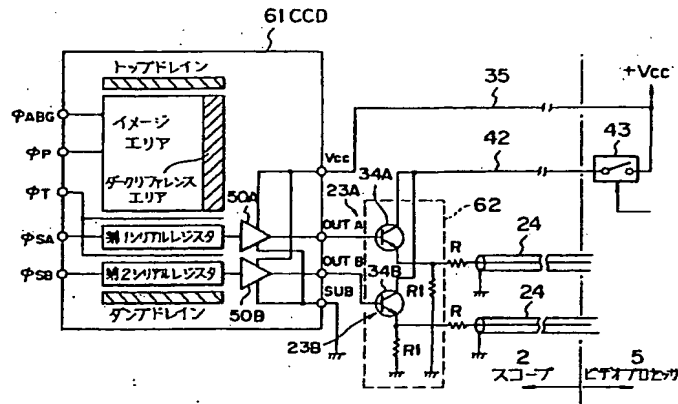 61 CCD
トップドレイン
35
+Vcc
φABG
イメージ
エリア
Vcc
42
43
φP
34A
φT
ダークリファレンス
エリア
50A
23A
62
OUT A
φSA
第1シリアルレジスタ
R
24
OUT B
34B
φSB
第2シリアルレジスタ
SUB
R1
R
24
ダンプドレイン
50B
23B
R1
2
5
スコープ
ビデオプロセッサ